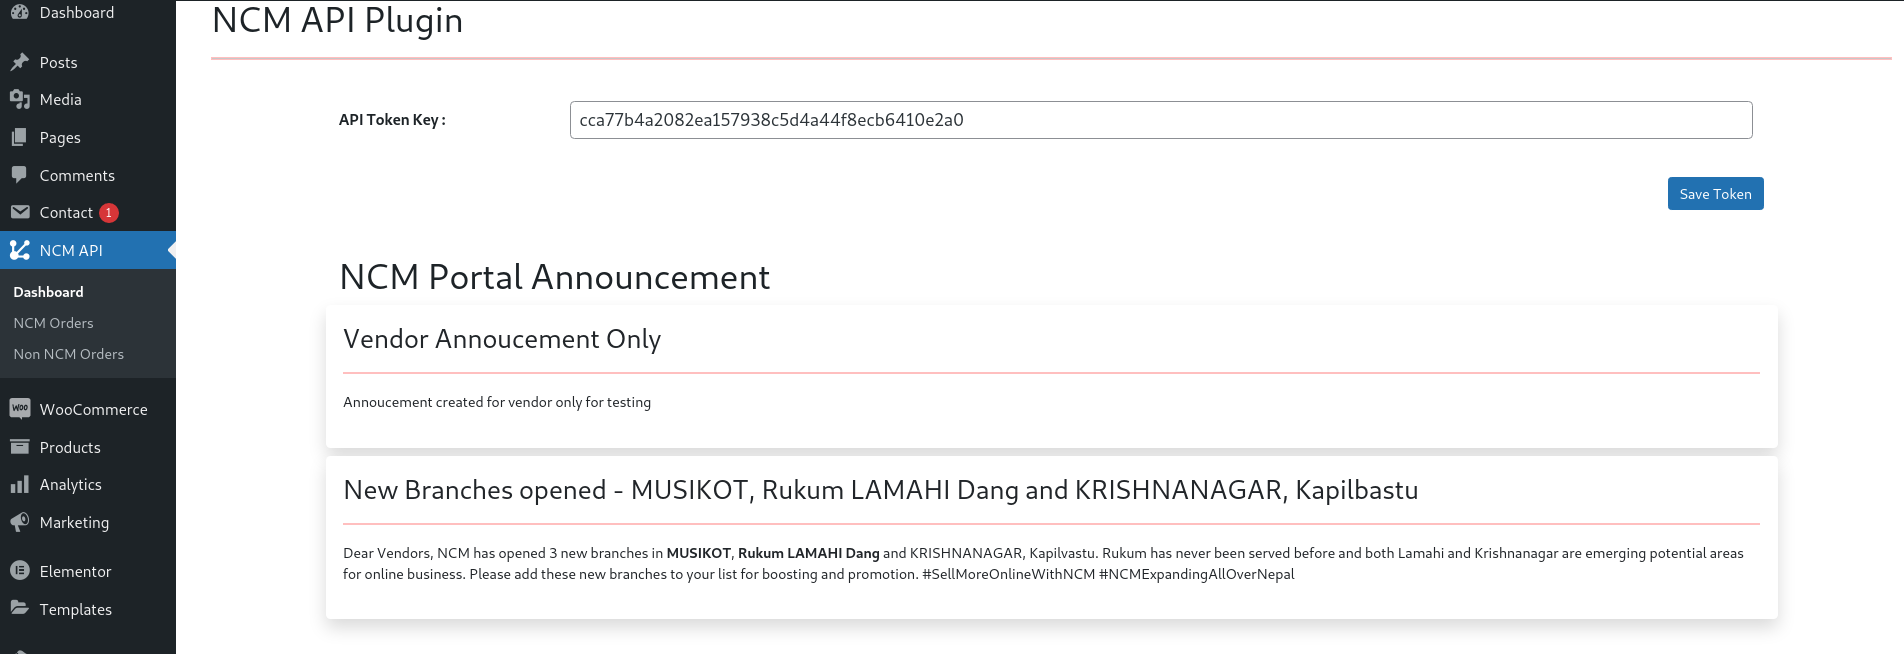 Dashboard
Posts
Media
Pages
Comments
Contact 1
NCM API
Dashboard
NCM Orders
Non NCM Orders
WooCommerce
Products
Analytics
Marketing
Elementor
Templates
NCM API Plugin
API Token Key :
cca77b4a2082ea157938c5d4a44f8ecb6410e2a0
Save Token
NCM Portal Announcement
Vendor Annoucement Only
Annoucement created for vendor only for testing
New Branches opened - MUSIKOT, Rukum LAMAHI Dang and KRISHNANAGAR, Kapilbastu
Dear Vendors, NCM has opened 3 new branches in MUSIKOT, Rukum LAMAHI Dang and KRISHNANAGAR, Kapilvastu. Rukum has never been served before and both Lamahi and Krishnanagar are emerging potential areas
for online business. Please add these new branches to your list for boosting and promotion. #SellMoreOnlineWithNCM #NCMExpandingAllOverNepal